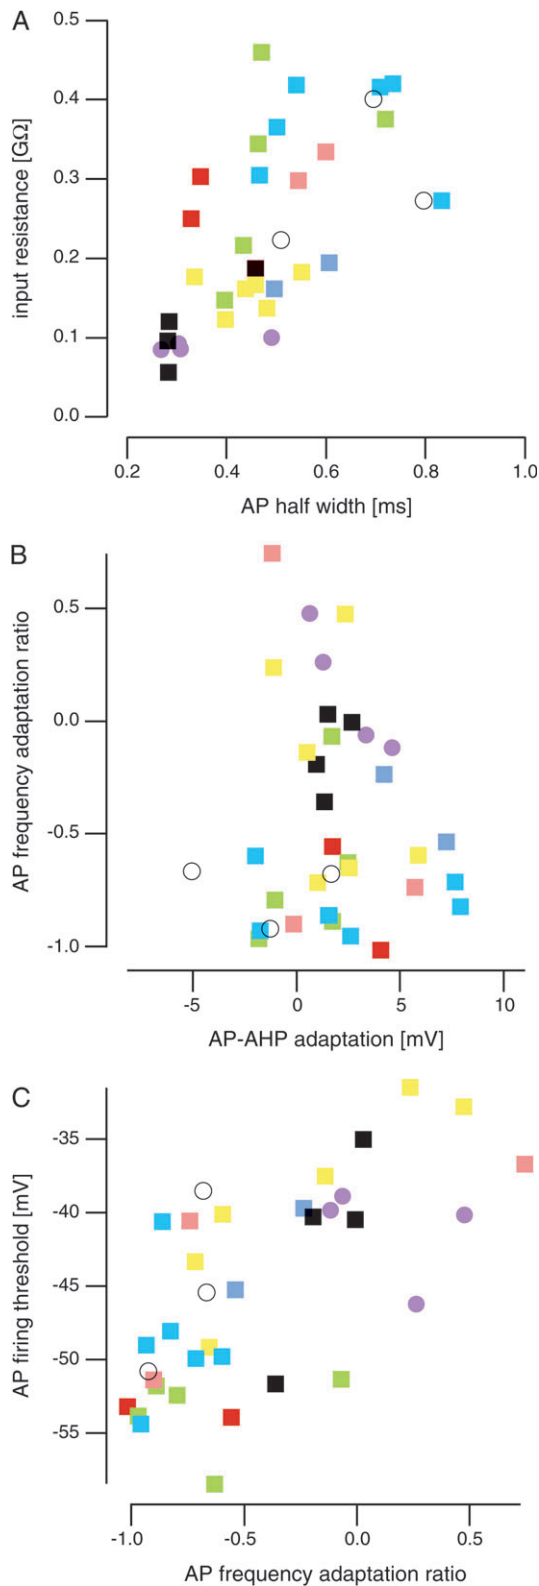 A
0.5
0.4
0.3
0.2
0.1
0.0
input resistance [GΩ]
0.2 0.4 0.6 0.8 1.0
AP half width [ms]
B
0.5
0.0
-0.5
-1.0
AP frequency adaptation ratio
-5 0 5 10
AP-AHP adaptation [mV]
C
-35
-40
-45
-50
-55
AP firing threshold [mV]
-1.0 -0.5 0.0 0.5
AP frequency adaptation ratio